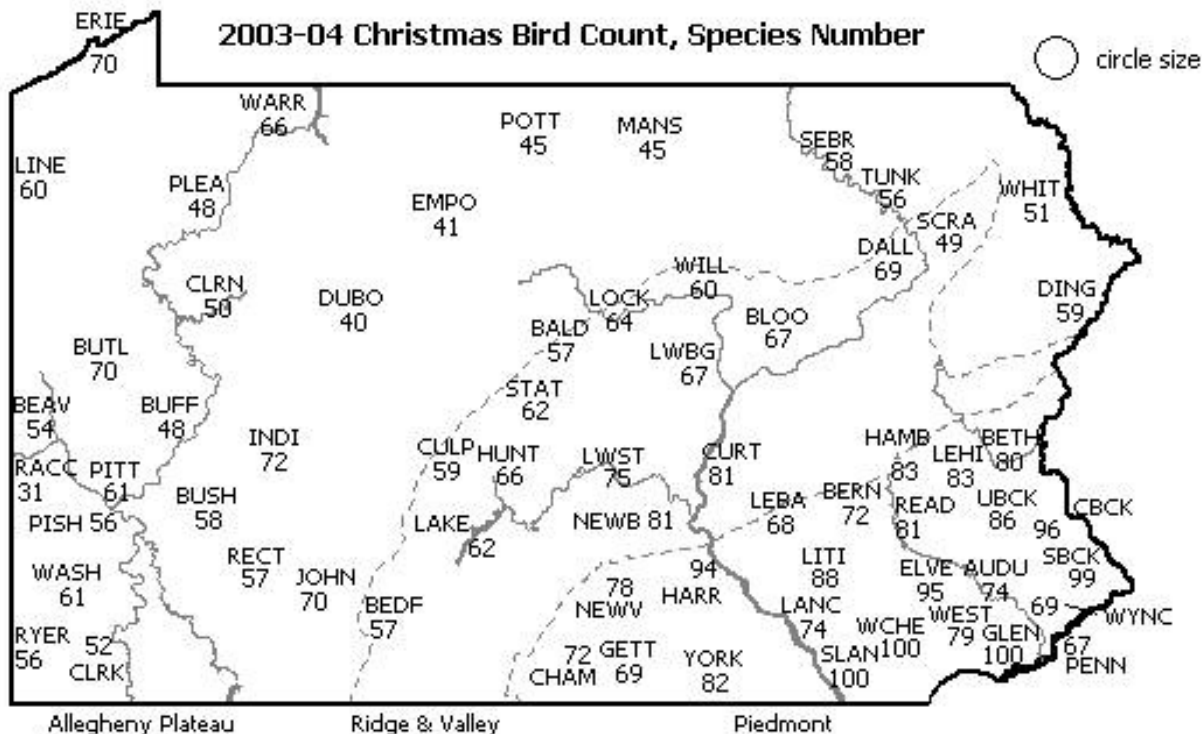 ERIE
70
2003-04 Christmas Bird Count, Species Number
circle size
WARR
66
POTT
45
MANS
45
SEBR
58
LINE
60
PLEA
48
TUNK
56
WHIT
51
EMPO
41
SCRA
49
DALL
69
WILL
60
CLRN
50
DUBO
40
LOCK
64
DING
59
BALD
57
BLOO
67
BUTL
70
LWBG
67
STAT
62
BEAV
54
BUFF
48
INDI
72
CULP
59
HUNT
66
LWST
75
CURT
81
HAMB
83
LEHI
83
BETH
80
RACC
31
PITT
61
BUSH
58
LEBA
68
BERN
72
READ
81
UBCK
86
CBCK
96
PISH 56
LAKE
62
NEWB 81
WASH
61
RECT
57
JOHN
70
BEDF
57
78
NEWV
94
HARR
LITI
88
ELVE
95
AUDU
74
SBCK
99
LANC
74
WCHE
100
WEST
79
GLEN
100
69
WYNC
67
PENN
RYER
56
52
CLRK
72
CHAM
GETT
69
YORK
82
SLAN
100
Allegheny Plateau
Ridge & Valley
Piedmont